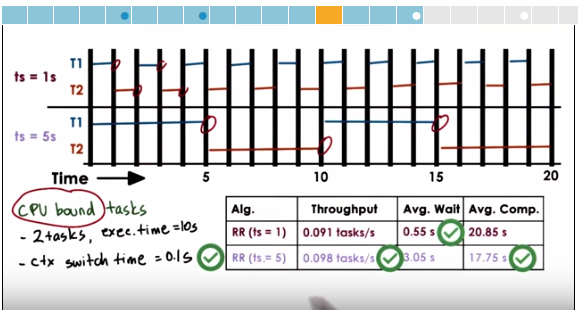 T1
ts = 1s
T2
T1
ts = 5s
T2
Time 5 10 15 20
CPU bound tasks
- 2 tasks, exec. time = 10s
- ctx switch time = 0.1s
Alg. Throughput Avg. Wait Avg. Comp.
RR (ts = 1) 0.091 tasks/s 0.55 s 20.85 s
RR (ts.= 5) 0.098 tasks/s 3.05 s 17.75 s